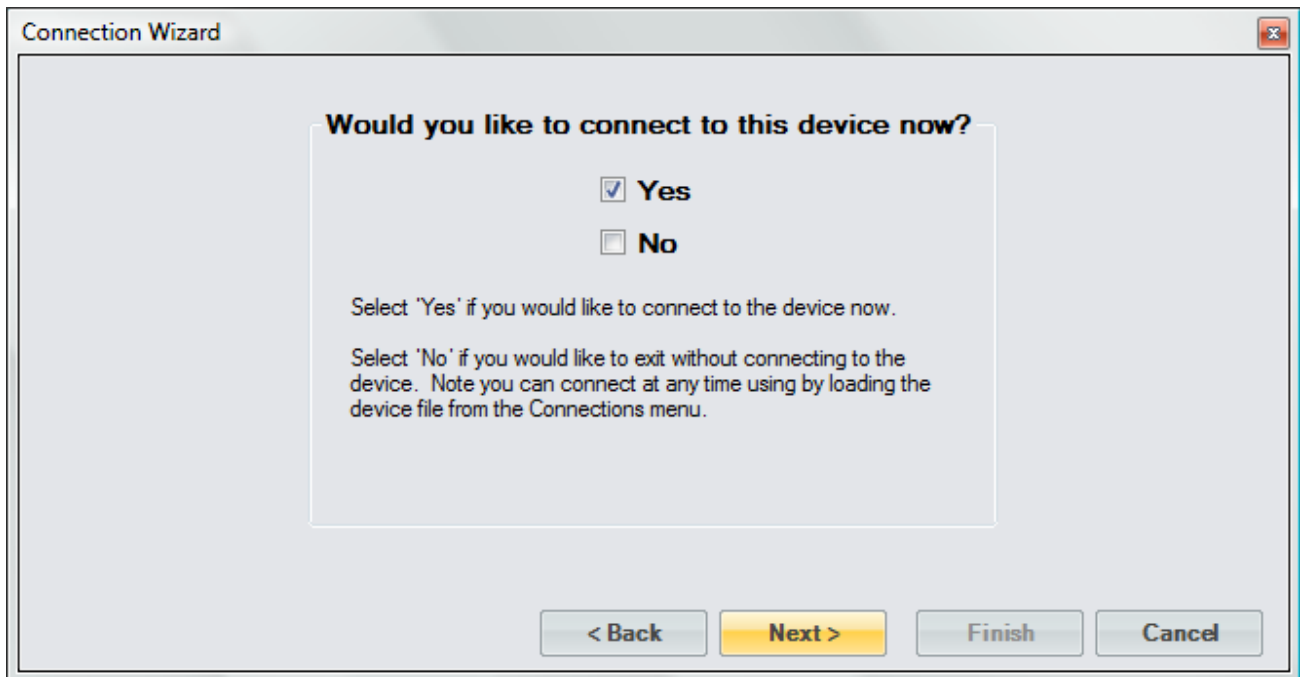 Connection Wizard
Would you like to connect to this device now?
Yes
No
Select 'Yes' if you would like to connect to the device now.
Select 'No' if you would like to exit without connecting to the
device.  Note you can connect at any time using by loading the
device file from the Connections menu.
< Back
Next >
Finish
Cancel